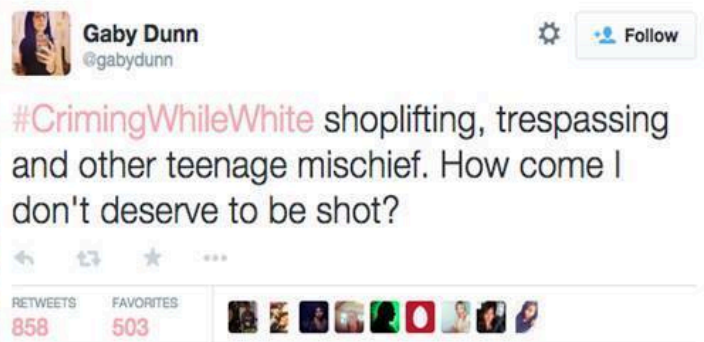 Gaby Dunn
@gabydunn
Follow
#CrimingWhileWhite shoplifting, trespassing
and other teenage mischief. How come I
don't deserve to be shot?
RETWEETS FAVORITES
858 503